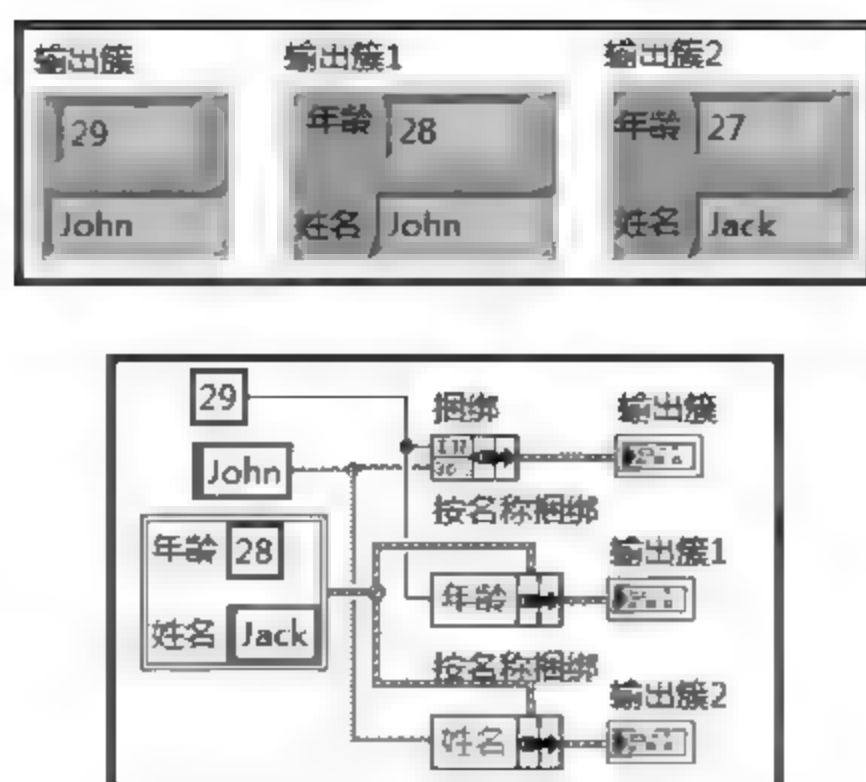 输出簇 输出簇1 输出簇2
29 年龄 28 年龄 27
John 姓名 John 姓名 Jack
29 捆绑 输出簇
John
按名称捆绑
年龄 28 输出簇1
年龄
姓名 Jack 按名称捆绑
输出簇2
姓名